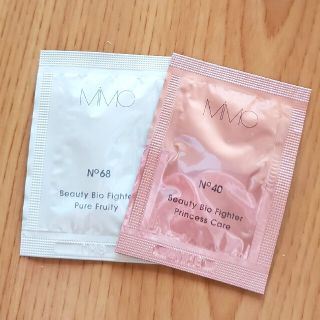 MiMC
Nº68
Beauty Bio Fighter
Pure Fruity
MiMC
Nº40
Beauty Bio Fighter
Princess Care